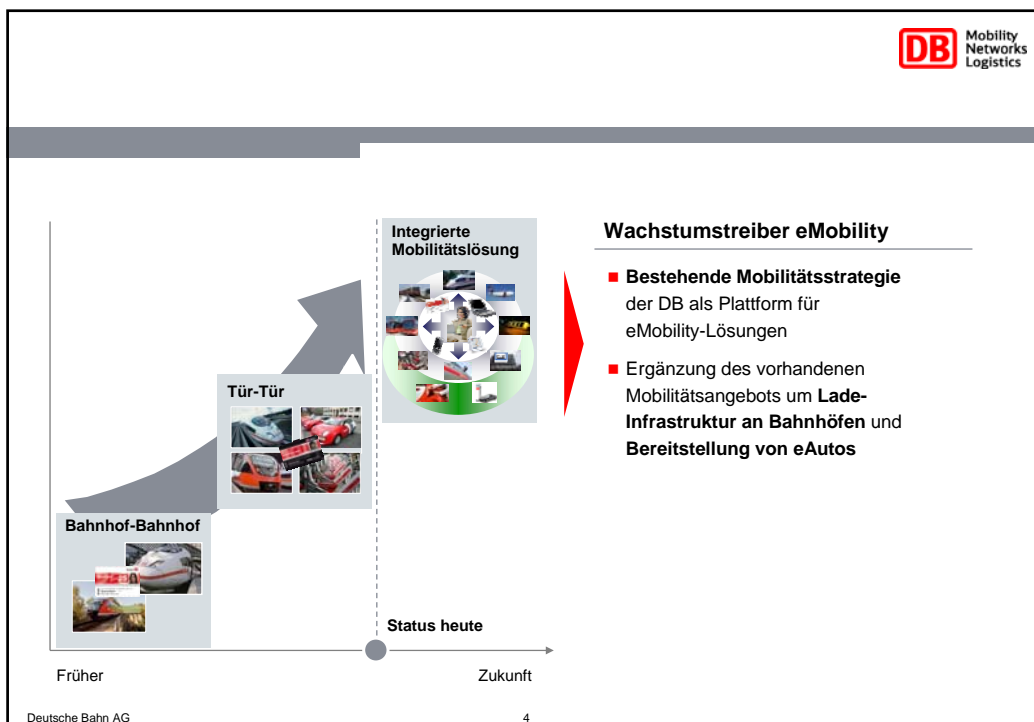 DB
Mobility
Networks
Logistics
Integrierte
Mobilitätslösung
Tür-Tür
Bahnhof-Bahnhof
Status heute
Früher
Zukunft
Wachstumstreiber eMobility
Bestehende Mobilitätsstrategie
der DB als Plattform für
eMobility-Lösungen
Ergänzung des vorhandenen
Mobilitätsangebots um Lade-
Infrastruktur an Bahnhöfen und
Bereitstellung von eAutos
Deutsche Bahn AG
4